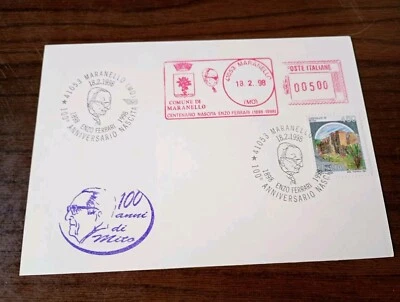 * 41053 MARANELLO (MO) *
18.2.1998
1898 ENZO FERRARI 1998
100° ANNIVERSARIO NASCITA
COMUNE DI
MARANELLO
41053 MARANELLO
18. 2. 98
(MO)
CENTENARIO NASCITA ENZO FERRARI (1898-1998)
POSTE ITALIANE
00500
* 41053 MARANELLO (MO) *
18.2.1998
1898 ENZO FERRARI 1998
100° ANNIVERSARIO NASCITA
100
anni
di
Mito